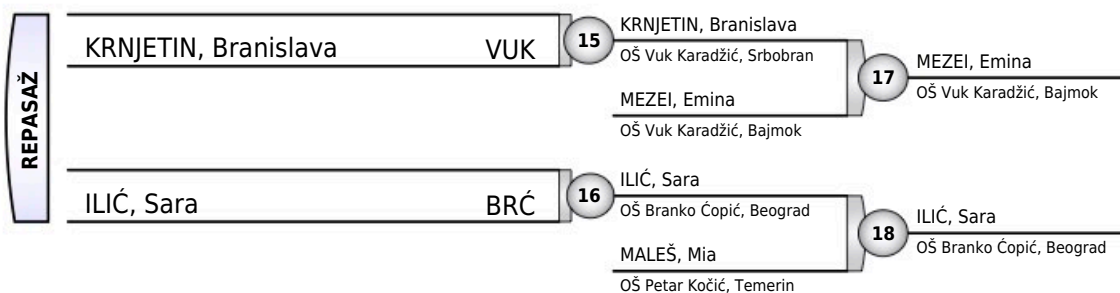 REPASAŽ
KRNJETIN, Branislava VUK
15
KRNJETIN, Branislava
OŠ Vuk Karadžić, Srbobran
MEZEI, Emina
OŠ Vuk Karadžić, Bajmok
17
MEZEI, Emina
OŠ Vuk Karadžić, Bajmok
ILIĆ, Sara BRĆ
16
ILIĆ, Sara
OŠ Branko Ćopić, Beograd
MALEŠ, Mia
OŠ Petar Kočić, Temerin
18
ILIĆ, Sara
OŠ Branko Ćopić, Beograd